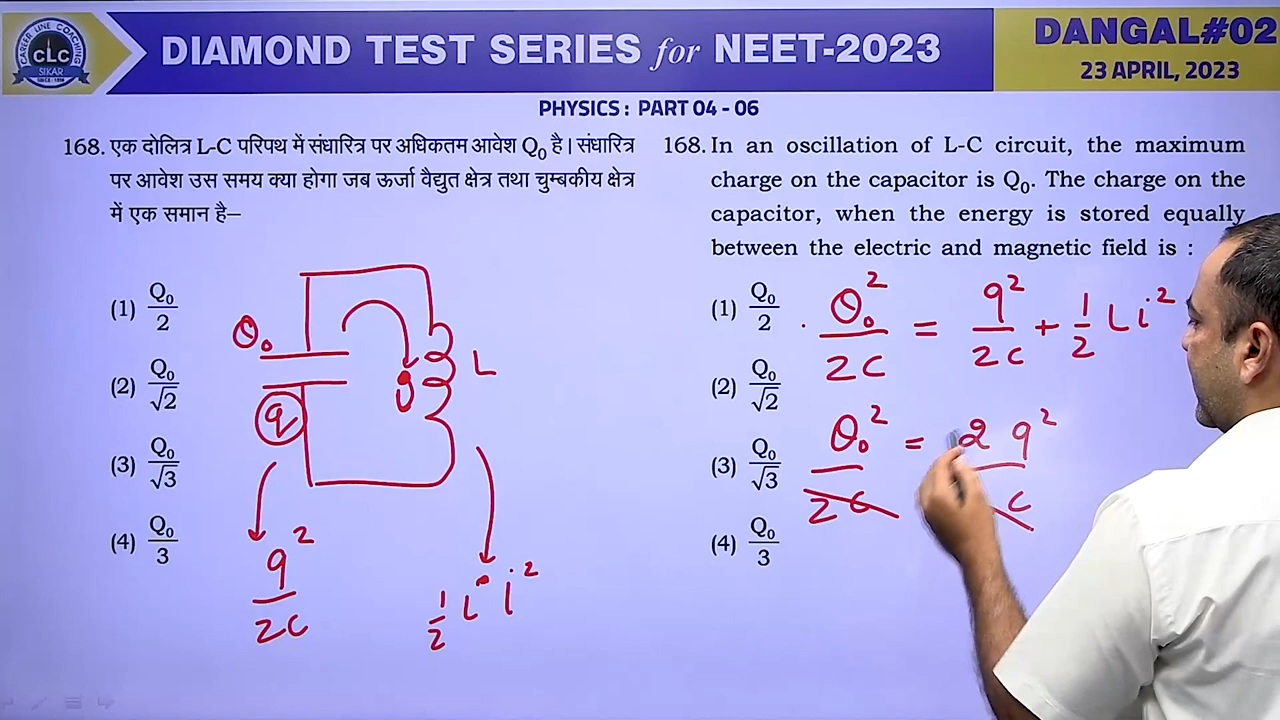 CAREER LINE COACHING
CLC
SIKAR
SINCE : 1996
DIAMOND TEST SERIES for NEET-2023
DANGAL#02
23 APRIL, 2023
PHYSICS : PART 04 - 06
168. एक दोलित्र L-C परिपथ में संधारित्र पर अधिकतम आवेश Q₀ है। संधारित्र
पर आवेश उस समय क्या होगा जब ऊर्जा वैद्युत क्षेत्र तथा चुम्बकीय क्षेत्र
में एक समान है–
(1) Q₀/2
(2) Q₀/√2
(3) Q₀/√3
(4) Q₀/3
Q₀
q
L
q²/2C
1/2 L i²
168. In an oscillation of L-C circuit, the maximum
charge on the capacitor is Q₀. The charge on the
capacitor, when the energy is stored equally
between the electric and magnetic field is :
(1) Q₀/2
(2) Q₀/√2
(3) Q₀/√3
(4) Q₀/3
Q₀²/2C = q²/2C + 1/2 L i²
Q₀²/2C = 2 q²/ C